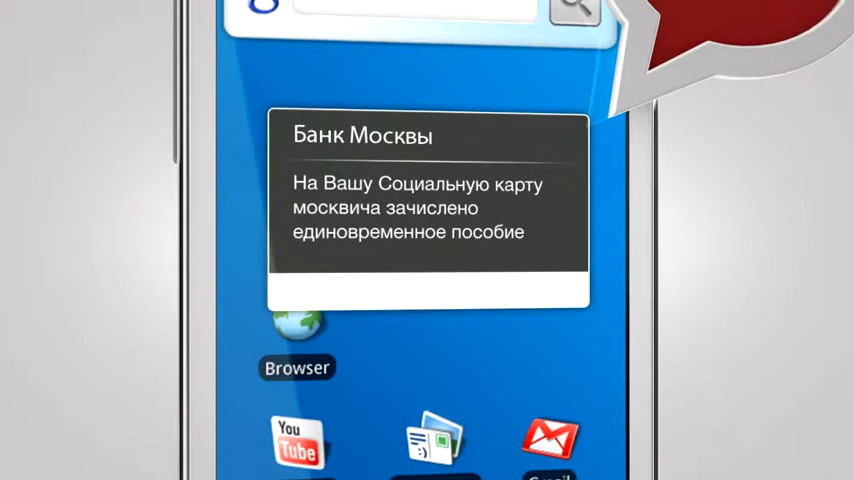 Банк Москвы
На Вашу Социальную карту
москвича зачислено
единовременное пособие
Browser
You
Tube